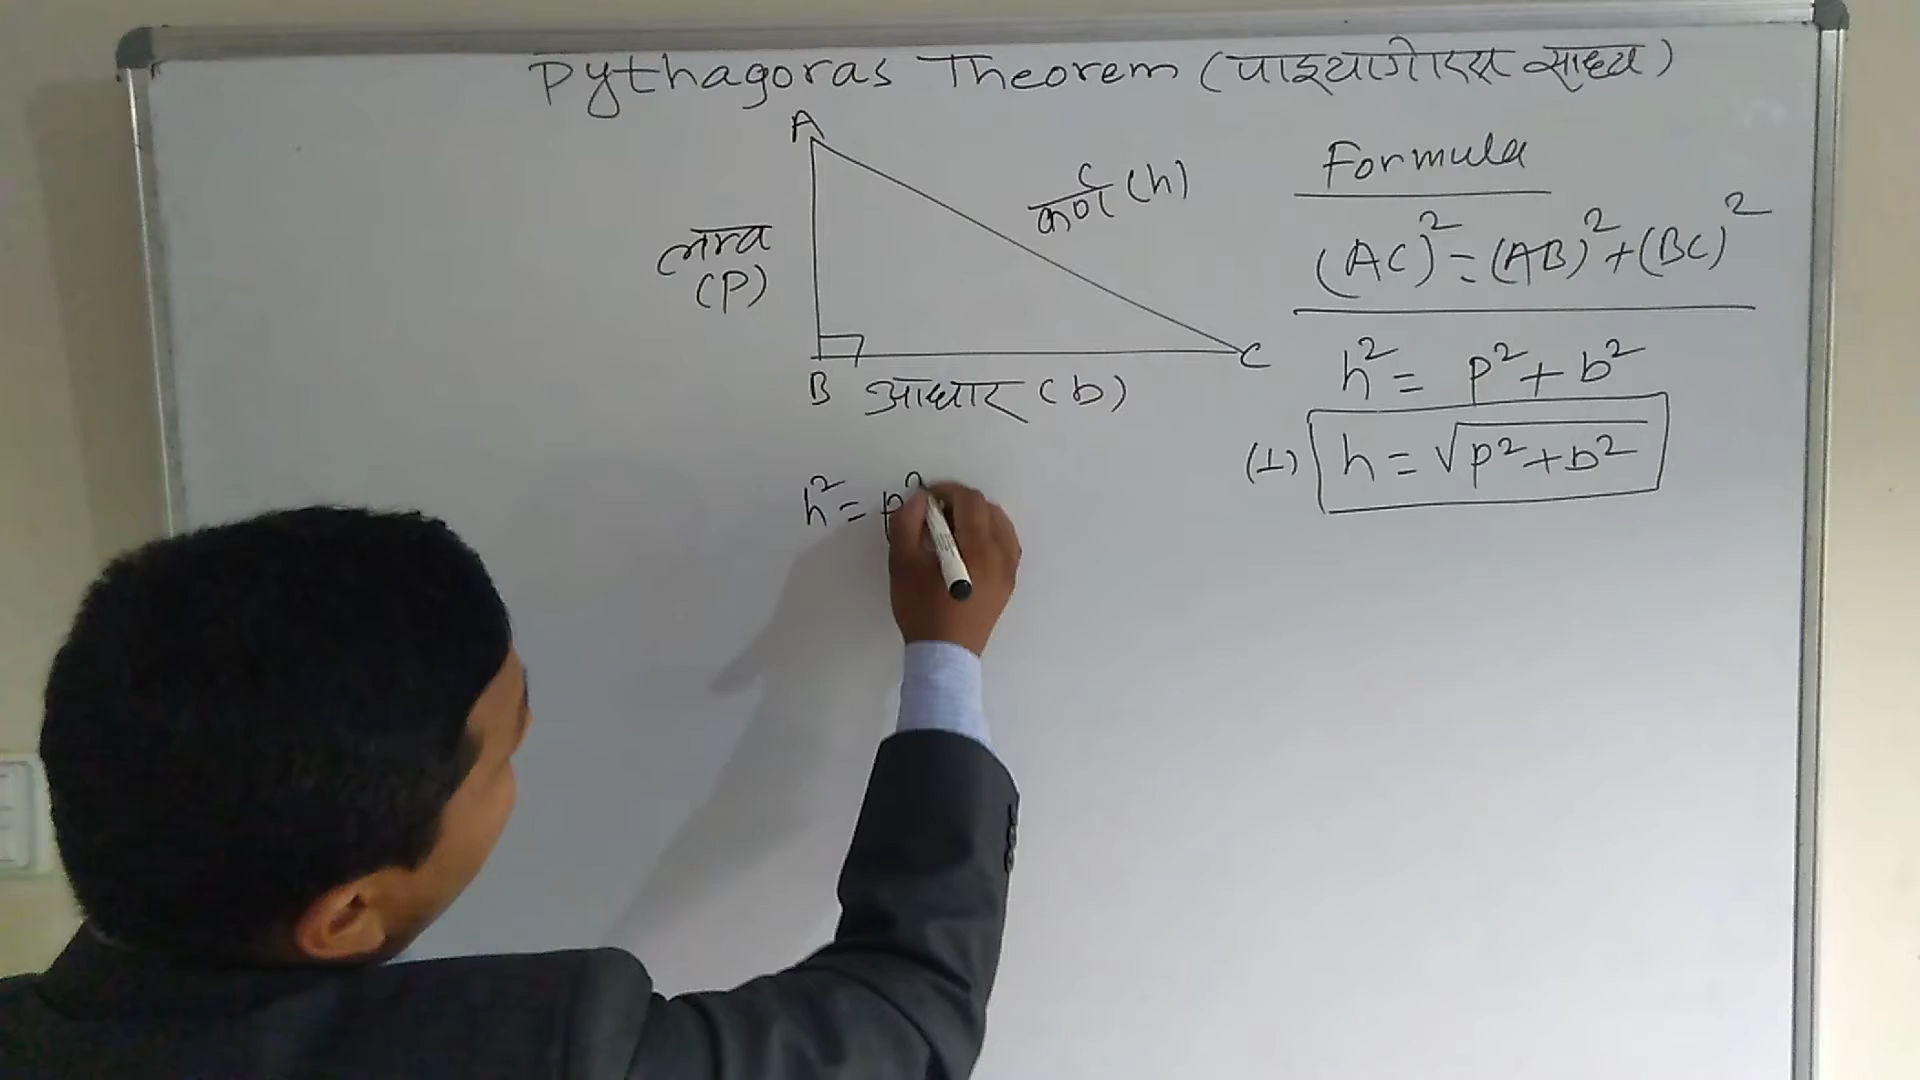 Pythagoras Theorem (पाइथागोरस साध्य)
A
लम्ब
(P)
कर्ण (h)
B
आधार (b)
C
Formula
(AC)² = (AB)² + (BC)²
h² = p² + b²
(1) h = √p² + b²
h² = p²